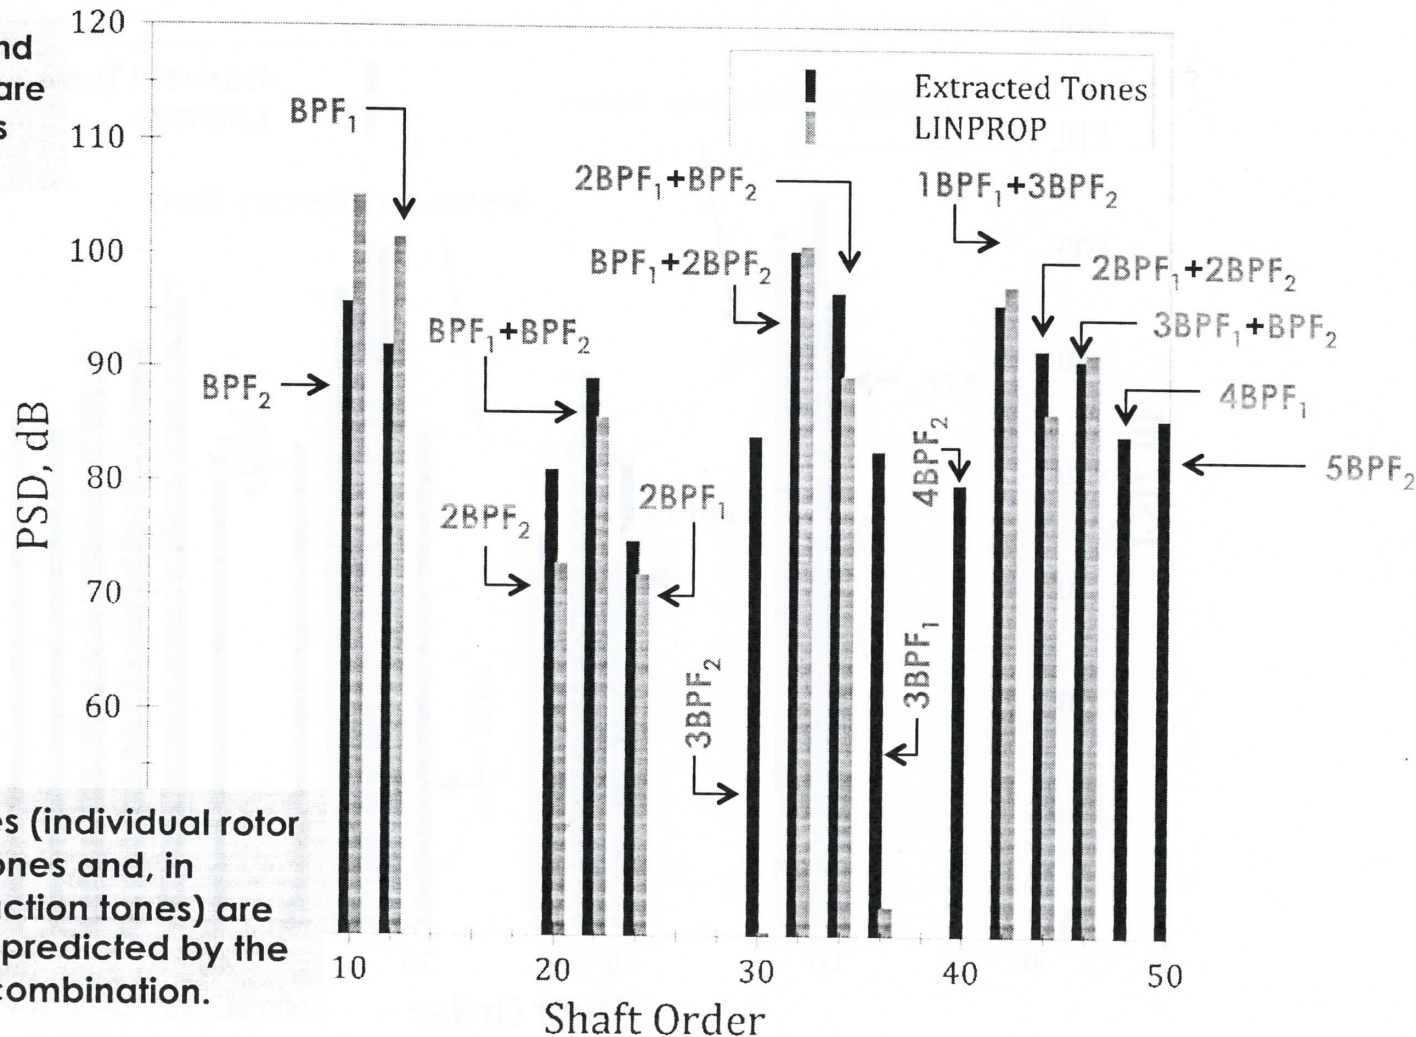 nd
are
s
120
110
100
90
80
70
60
PSD, dB
Extracted Tones
LINPROP
BPF₁
2BPF₁+BPF₂
1BPF₁+3BPF₂
BPF₁+2BPF₂
2BPF₁+2BPF₂
BPF₁+BPF₂
3BPF₁+BPF₂
BPF₂
4BPF₁
4BPF₂
5BPF₂
2BPF₂
2BPF₁
3BPF₂
3BPF₁
es (individual rotor
ones and, in
action tones) are
predicted by the
combination.
10
20
30
40
50
Shaft Order